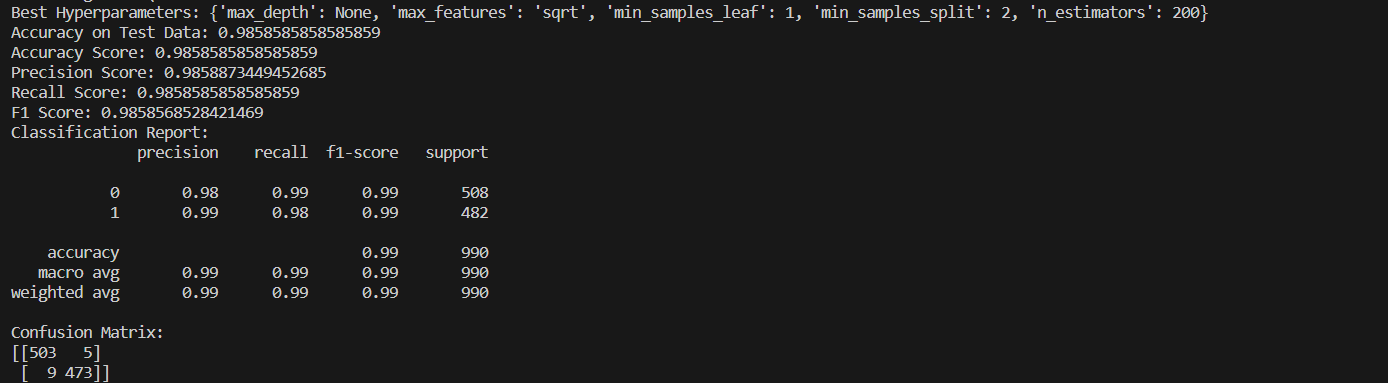 Best Hyperparameters: {'max_depth': None, 'max_features': 'sqrt', 'min_samples_leaf': 1, 'min_samples_split': 2, 'n_estimators': 200}
Accuracy on Test Data: 0.9858585858585859
Accuracy Score: 0.9858585858585859
Precision Score: 0.9858873449452685
Recall Score: 0.9858585858585859
F1 Score: 0.9858568528421469
Classification Report:
precision recall f1-score support
0 0.98 0.99 0.99 508
1 0.99 0.98 0.99 482
accuracy 0.99 990
macro avg 0.99 0.99 0.99 990
weighted avg 0.99 0.99 0.99 990
Confusion Matrix:
[[503 5]
[ 9 473]]